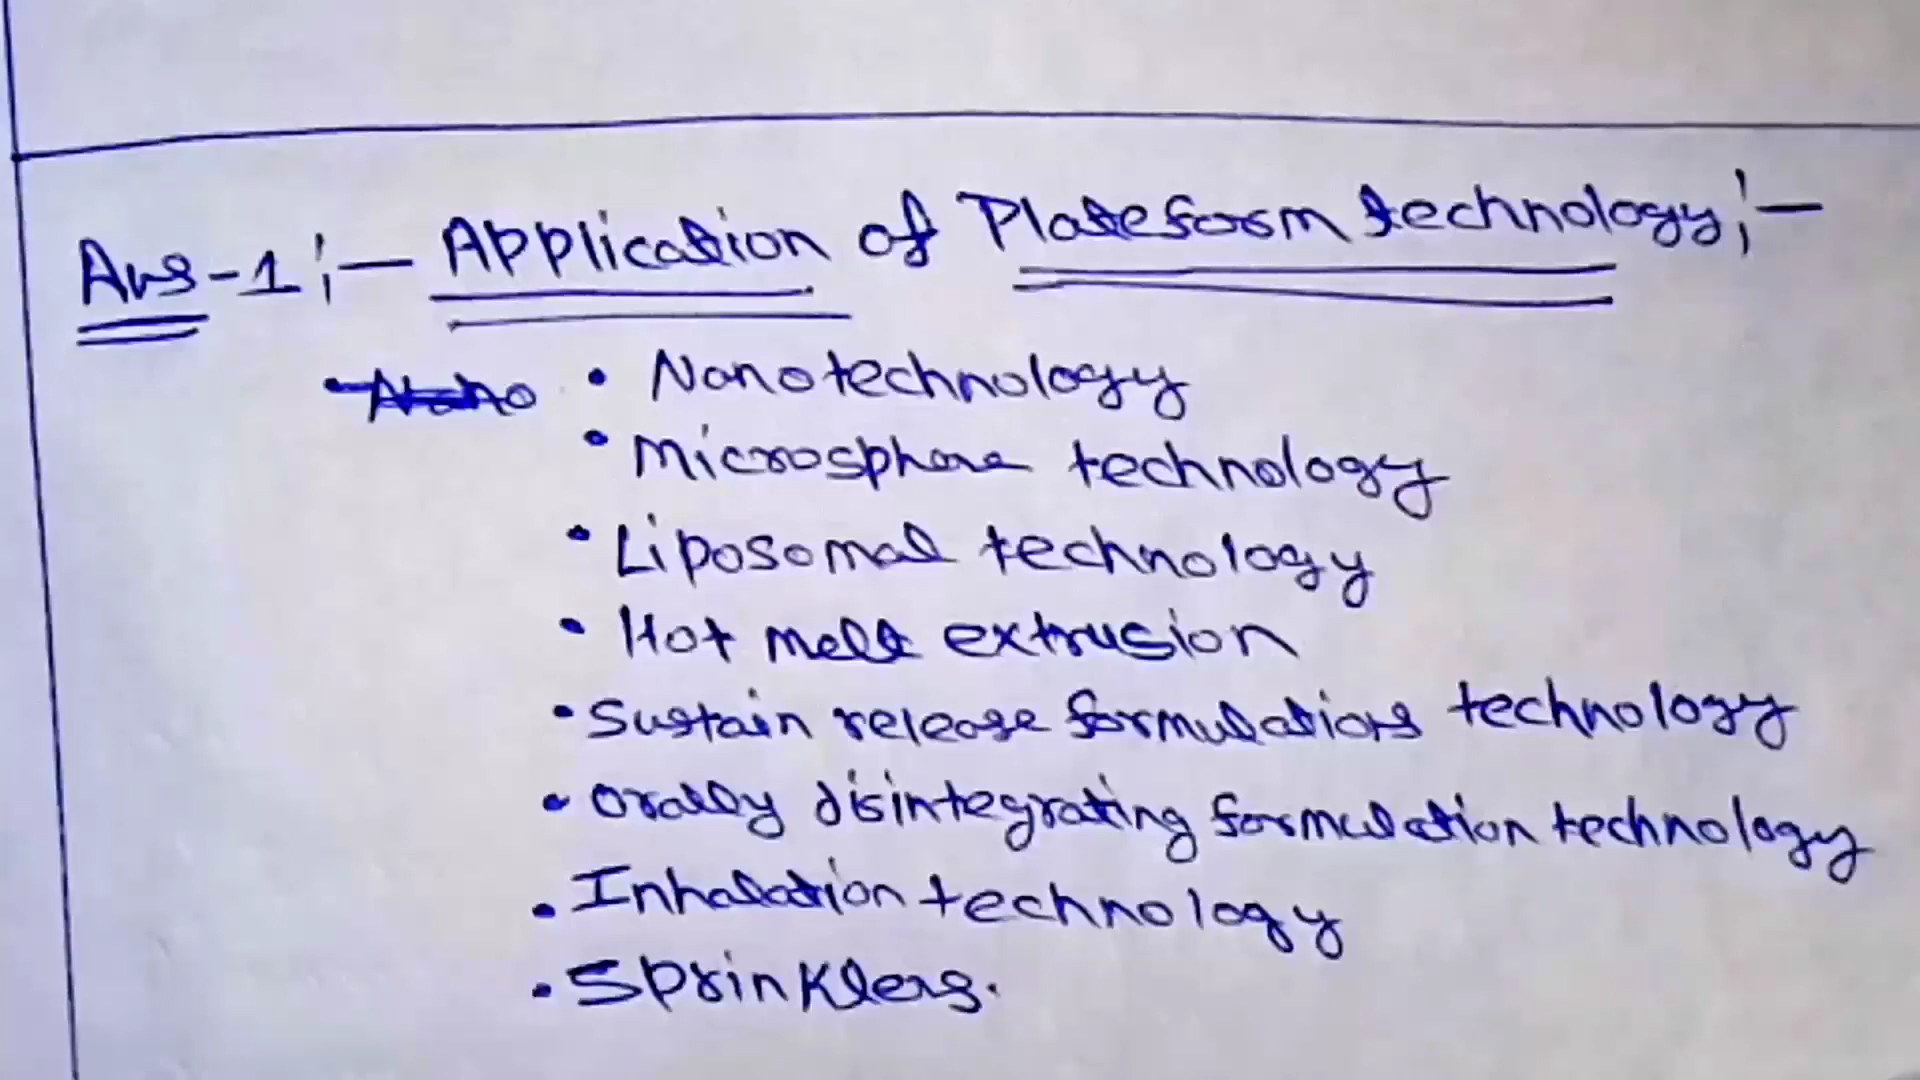 Ans-1 :- Application of Plateform technology :-
• Nanotechnology
• Microsphere technology
• Liposomal technology
• Hot melt extrusion
• Sustain release formulations technology
• Orally disintegrating formulation technology
• Inhalation technology
• Sprinklers.